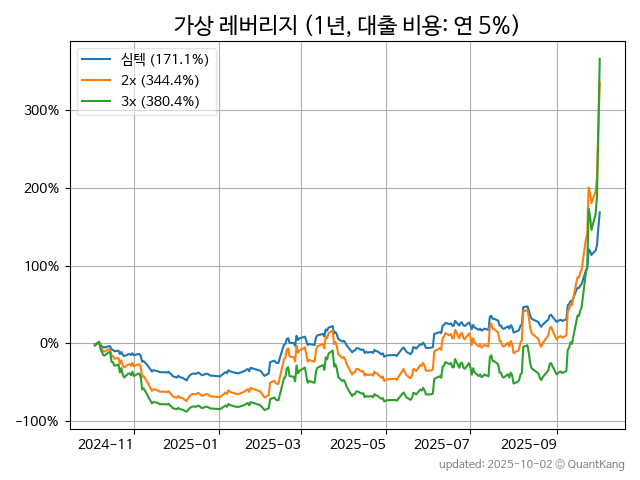 가상 레버리지 (1년, 대출 비용: 연 5%)
심텍 (171.1%)
2x (344.4%)
3x (380.4%)
300%
200%
100%
0%
−100%
2024-11 2025-01 2025-03 2025-05 2025-07 2025-09
updated: 2025-10-02 © QuantKang